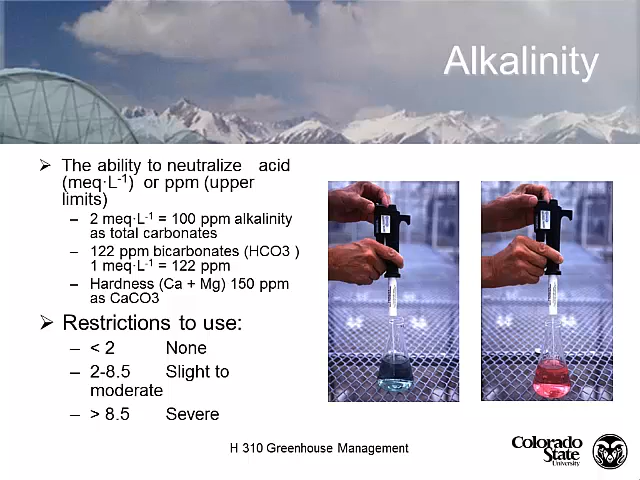 Alkalinity
➢ The ability to neutralize acid
(meq·L-1) or ppm (upper
limits)
– 2 meq·L-1 = 100 ppm alkalinity
as total carbonates
– 122 ppm bicarbonates (HCO3 )
1 meq·L-1 = 122 ppm
– Hardness (Ca + Mg) 150 ppm
as CaCO3
➢ Restrictions to use:
– < 2 None
– 2-8.5 Slight to
moderate
– > 8.5 Severe
H 310 Greenhouse Management
Colorado
State
University